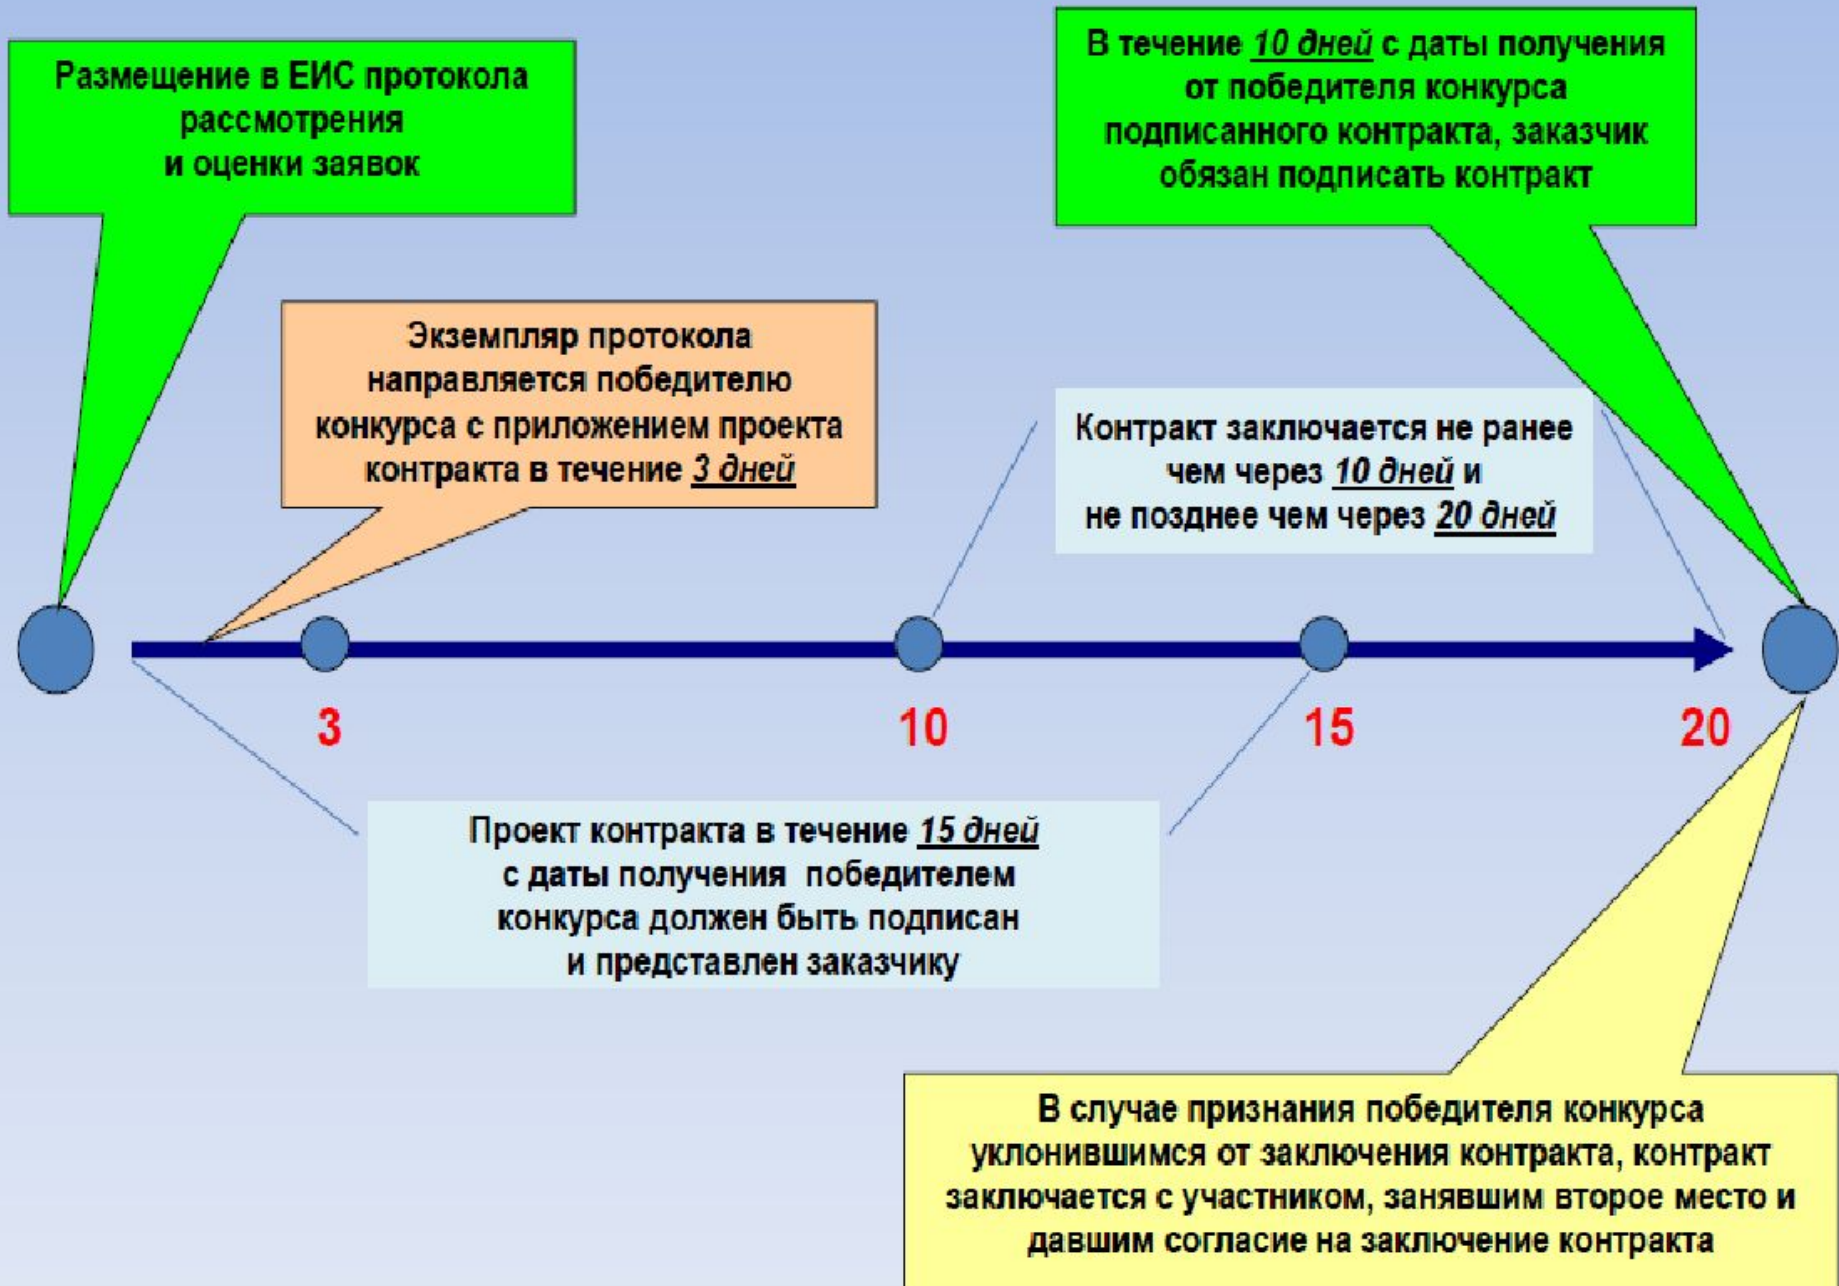 Размещение в ЕИС протокола
рассмотрения
и оценки заявок
В течение 10 дней с даты получения
от победителя конкурса
подписанного контракта, заказчик
обязан подписать контракт
Экземпляр протокола
направляется победителю
конкурса с приложением проекта
контракта в течение 3 дней
Контракт заключается не ранее
чем через 10 дней и
не позднее чем через 20 дней
3
10
15
20
Проект контракта в течение 15 дней
с даты получения победителем
конкурса должен быть подписан
и представлен заказчику
В случае признания победителя конкурса
уклонившимся от заключения контракта, контракт
заключается с участником, занявшим второе место и
давшим согласие на заключение контракта